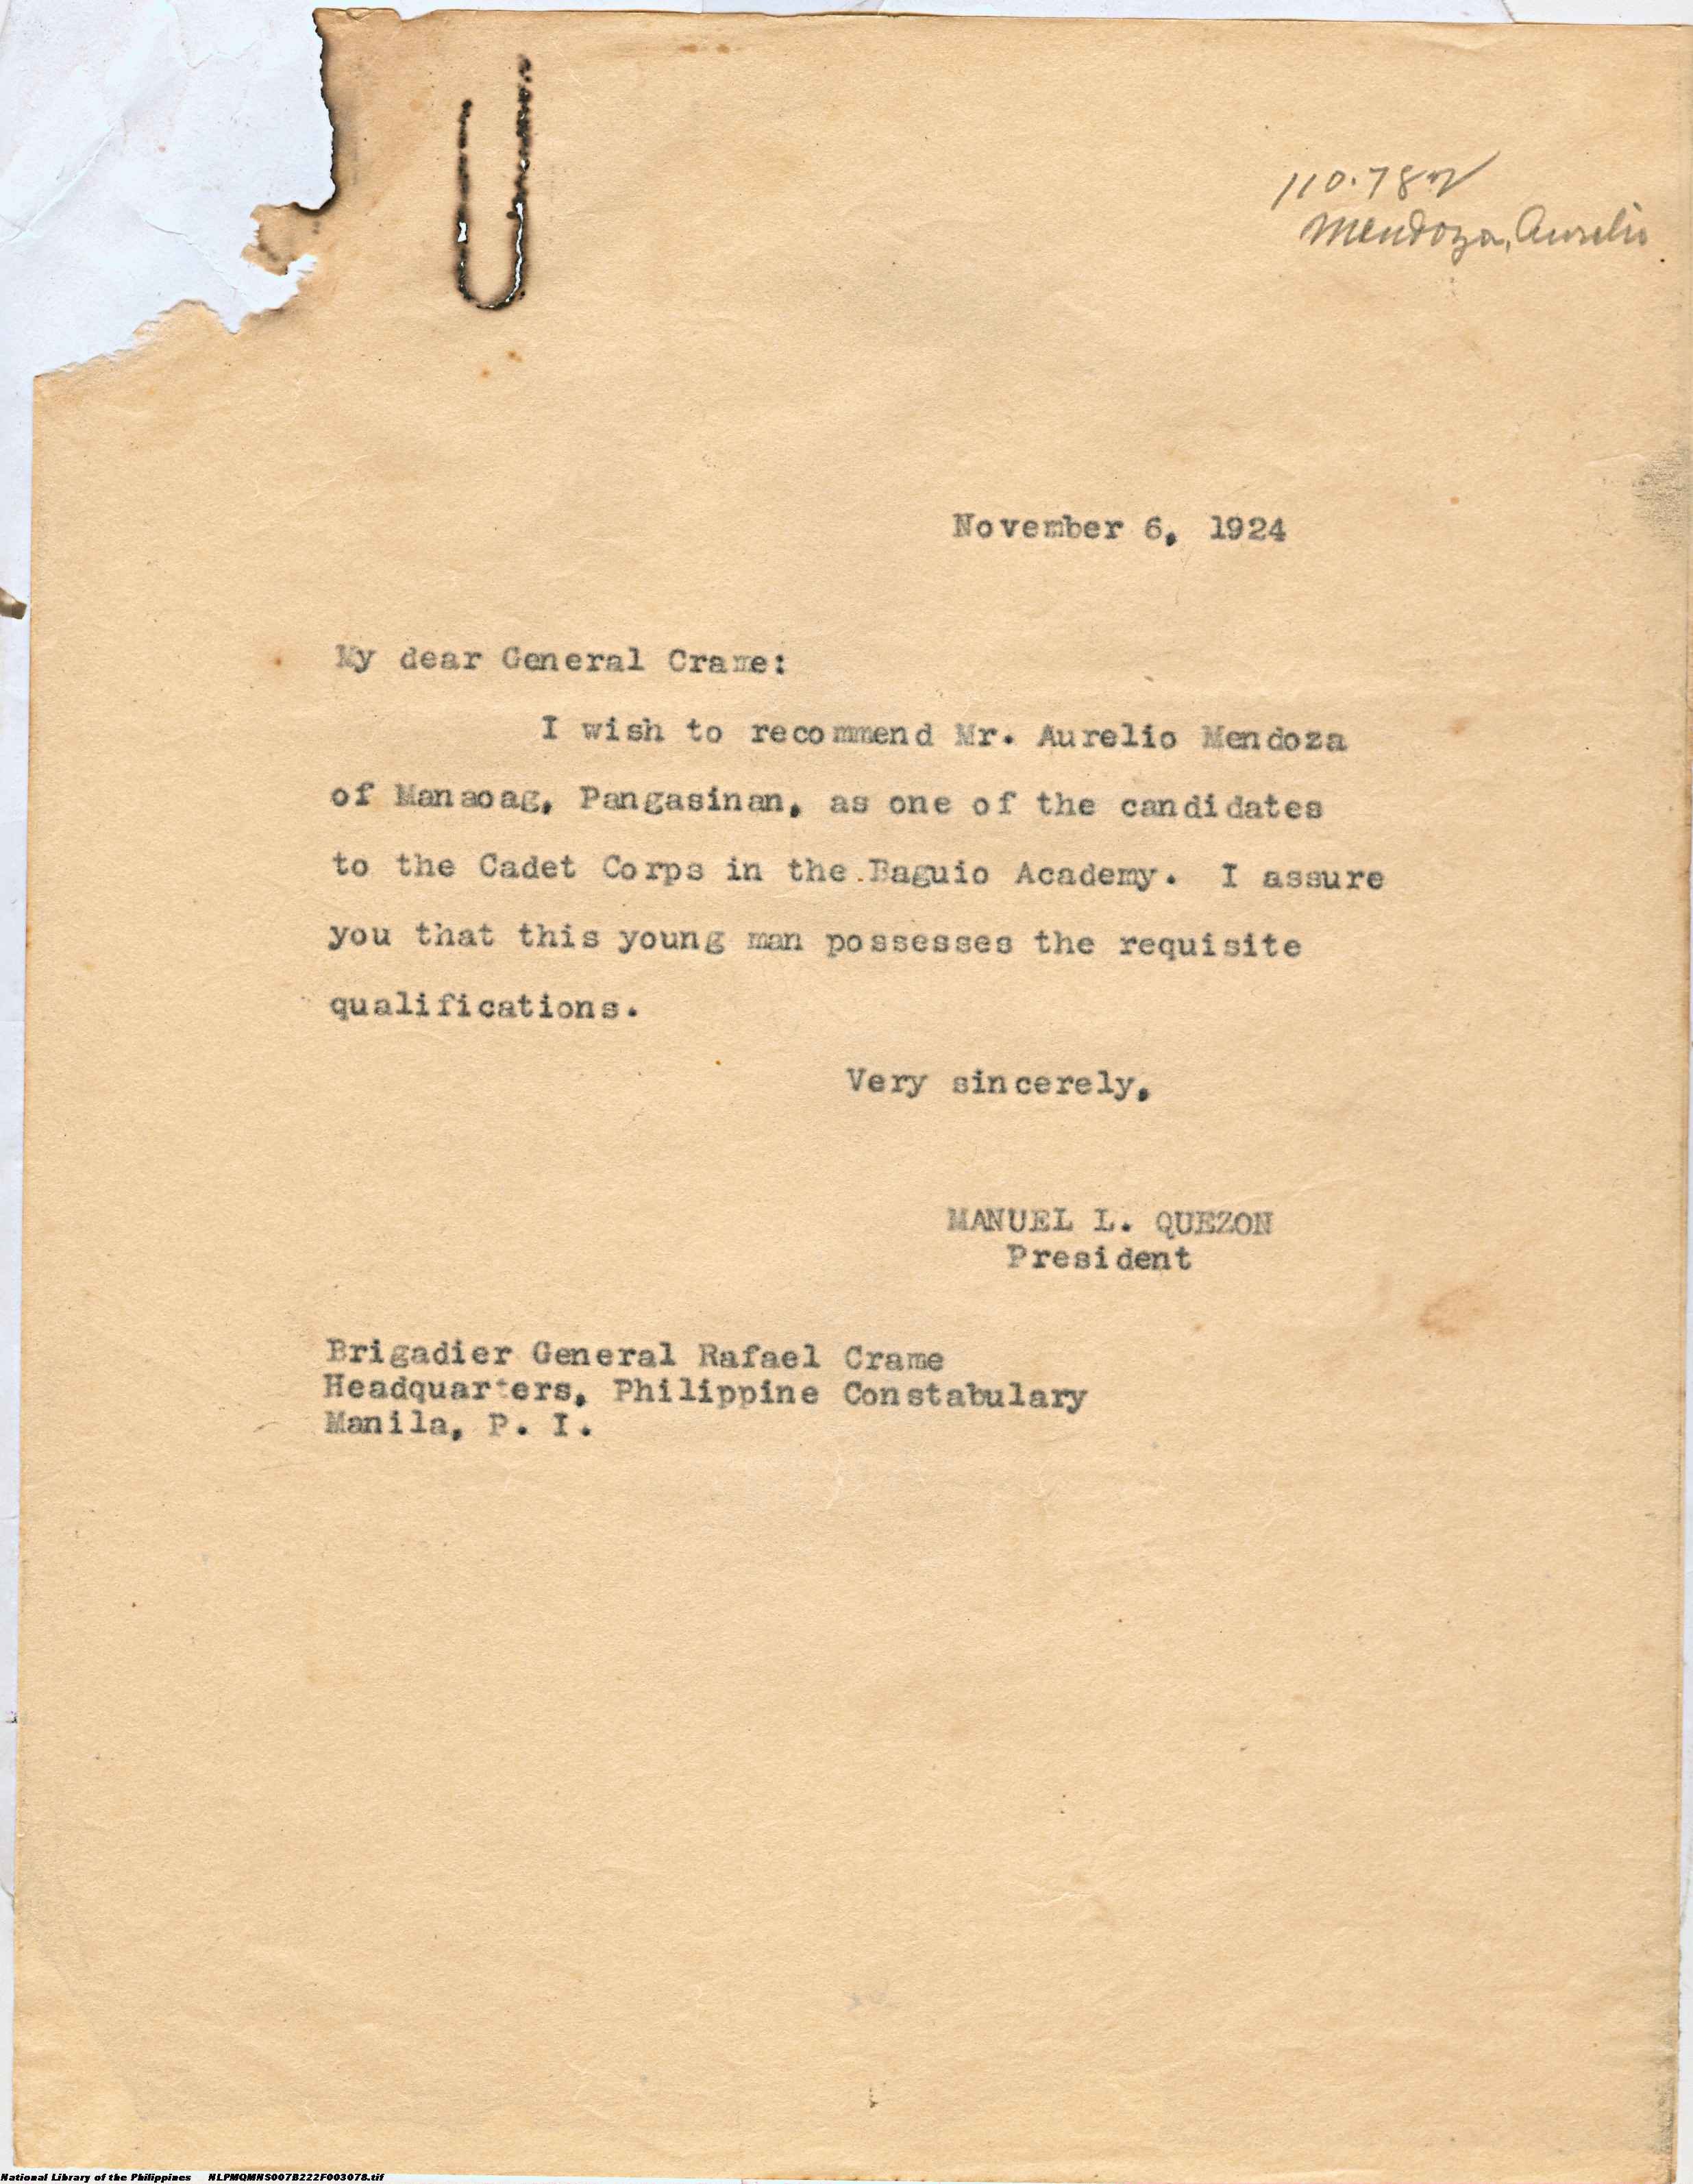 110.782
Mendoza, Aurelio
November 6, 1924
My dear General Crame:
I wish to recommend Mr. Aurelio Mendoza
of Manaoag, Pangasinan, as one of the candidates
to the Cadet Corps in the Baguio Academy. I assure
you that this young man possesses the requisite
qualifications.
Very sincerely,
MANUEL L. QUEZON
President
Brigadier General Rafael Crame
Headquarters, Philippine Constabulary
Manila, P. I.
National Library of the Philippines NLPMQMNS007B222F003078.tif